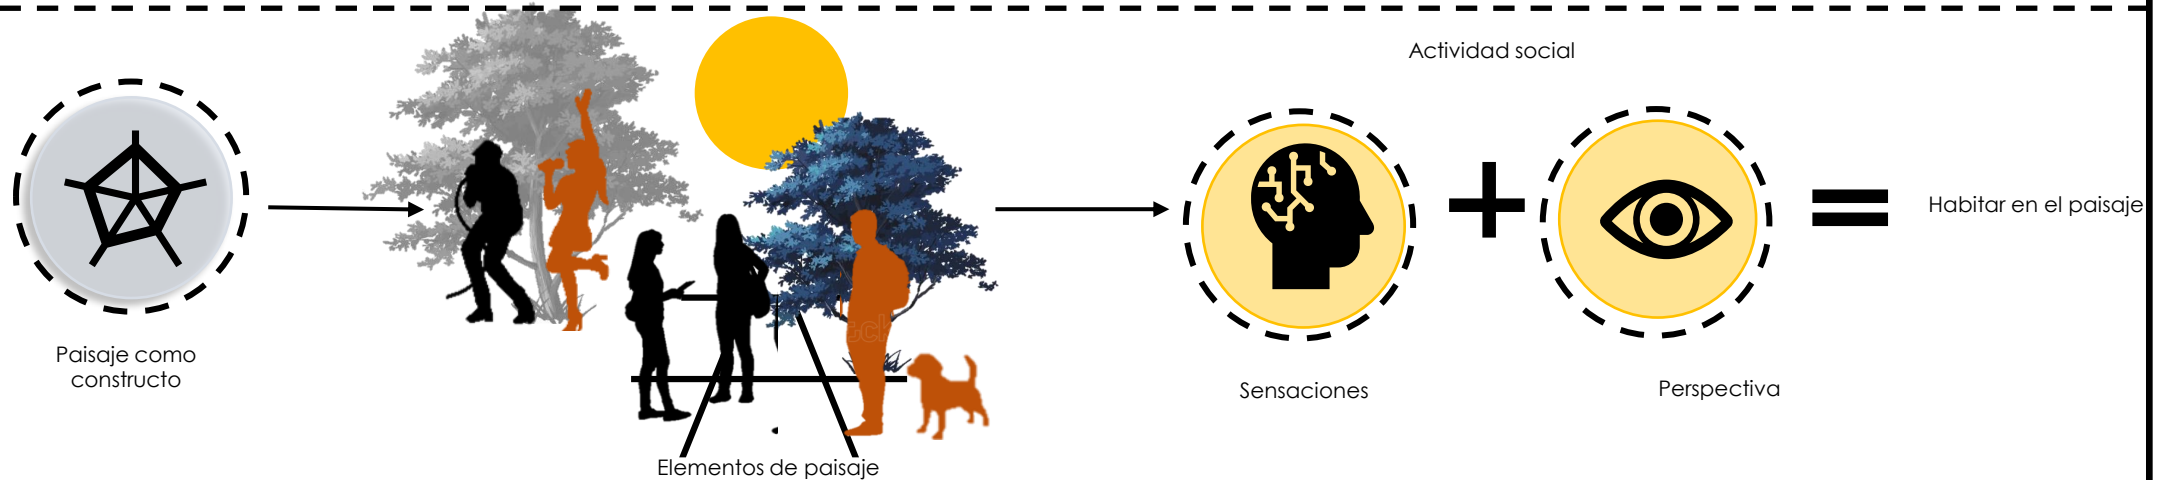 Actividad social
Habitar en el paisaje
Paisaje como
constructo
Sensaciones
Perspectiva
Elementos de paisaje